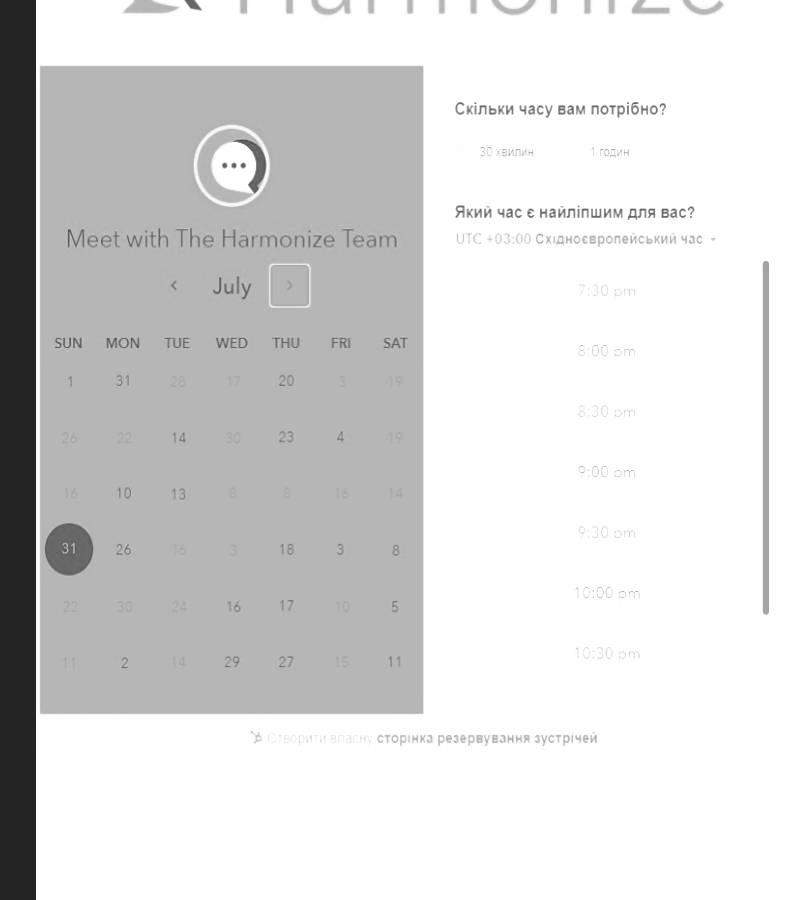 Harmonize
Meet with The Harmonize Team
July
SUN MON TUE WED THU FRI SAT
1 31 28 17 20 3 19
26 22 14 30 23 4 19
16 10 13 8 8 16 14
31 26 16 3 18 3 8
22 30 24 16 17 10 5
11 2 14 29 27 15 11
Скільки часу вам потрібно?
30 хвилин 1 годин
Який час є найліпшим для вас?
UTC +03:00 Східноєвропейський час
7:30 pm
8:00 pm
8:30 pm
9:00 pm
9:30 pm
10:00 pm
10:30 pm
Створити власну сторінка резервування зустрічей